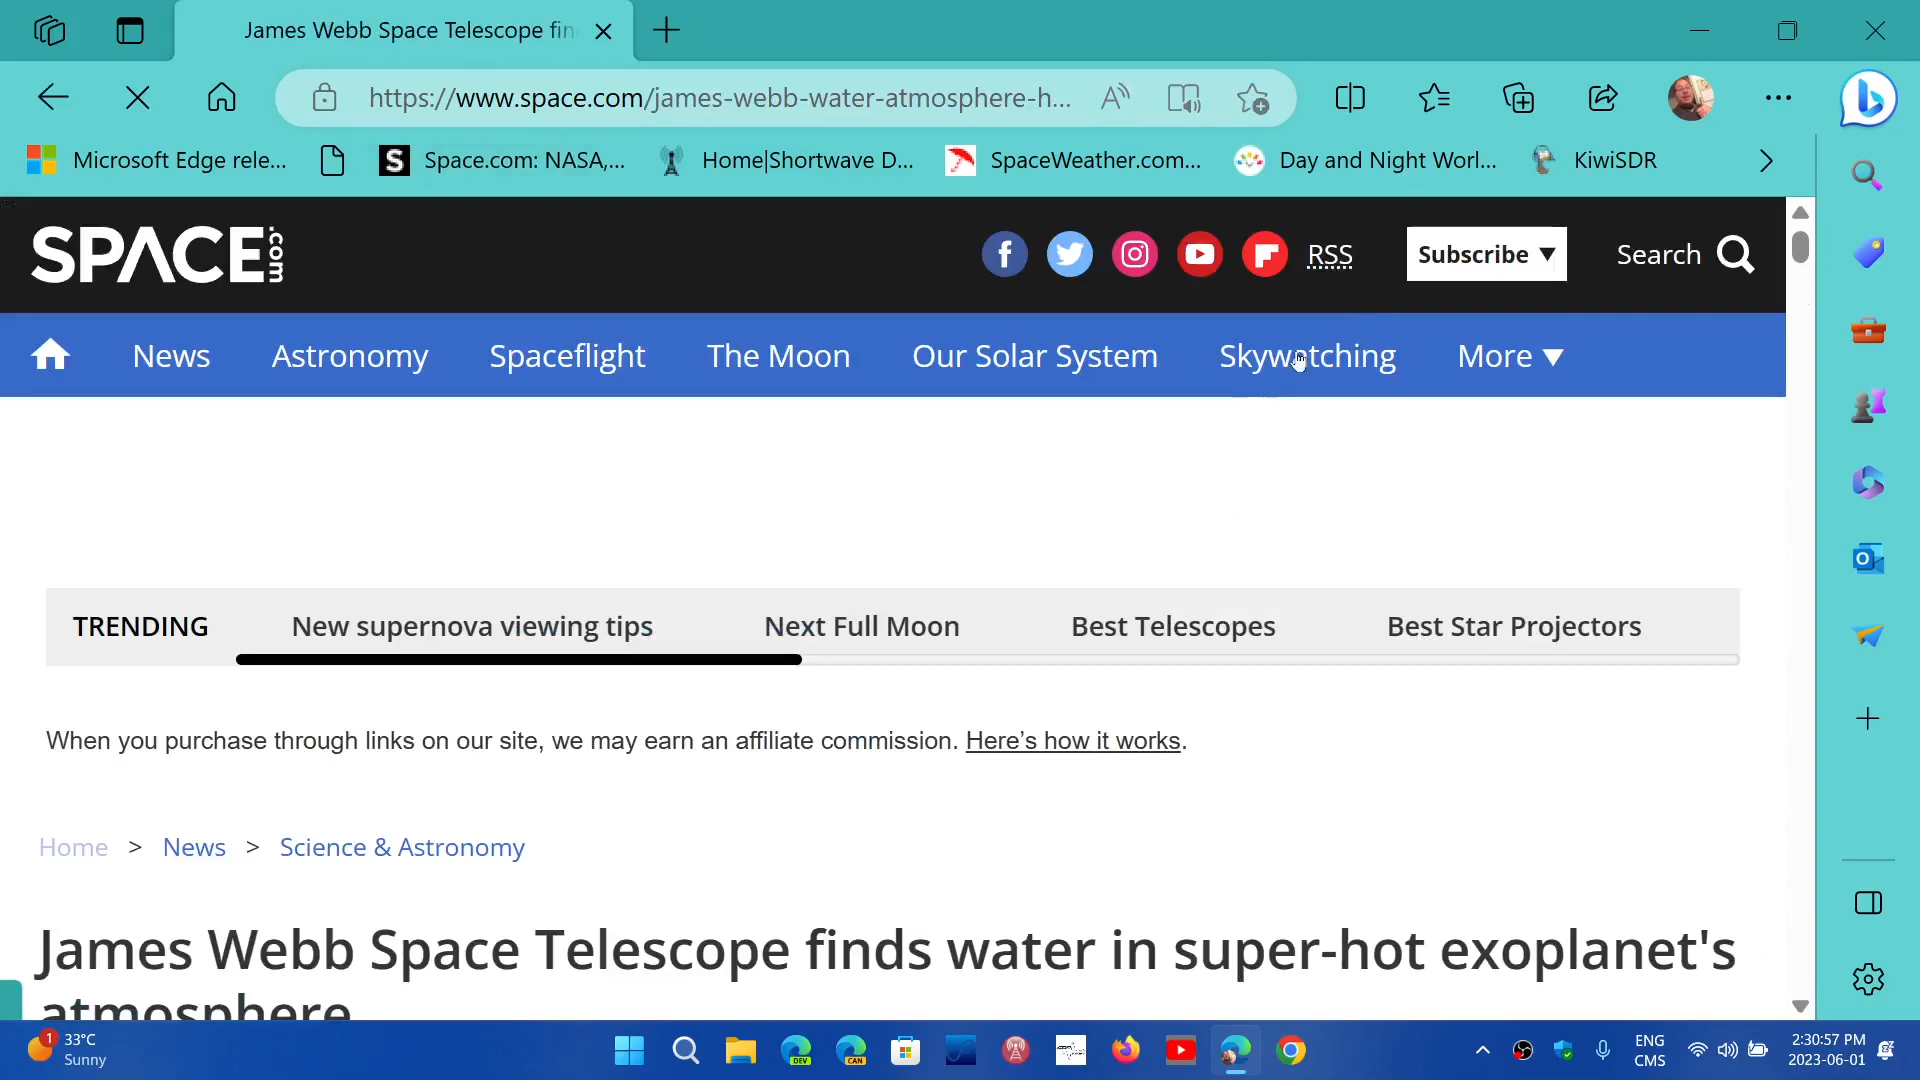 James Webb Space Telescope fin
https://www.space.com/james-webb-water-atmosphere-h...
Microsoft Edge rele...
Space.com: NASA,...
Home|Shortwave D...
SpaceWeather.com...
Day and Night Worl...
KiwiSDR
SPACE.com
RSS
Subscribe ▼
Search
News
Astronomy
Spaceflight
The Moon
Our Solar System
Skywatching
More ▼
TRENDING
New supernova viewing tips
Next Full Moon
Best Telescopes
Best Star Projectors
When you purchase through links on our site, we may earn an affiliate commission. Here's how it works.
Home > News > Science & Astronomy
James Webb Space Telescope finds water in super-hot exoplanet's
atmosphere
1
33°C
Sunny
DEV
CAN
ENG
CMS
2:30:57 PM
2023-06-01